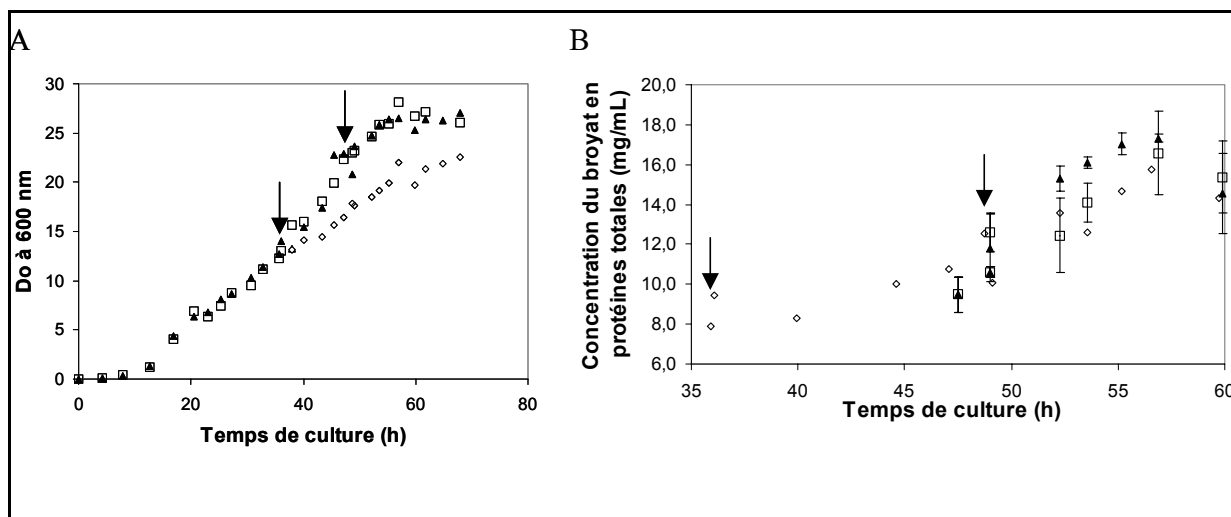 A
Do à 600 nm
30
25
20
15
10
5
0
0 20 40 60 80
Temps de culture (h)
B
Concentration du broyat en
protéines totales (mg/mL)
20,0
18,0
16,0
14,0
12,0
10,0
8,0
6,0
35 40 45 50 55 60
Temps de culture (h)